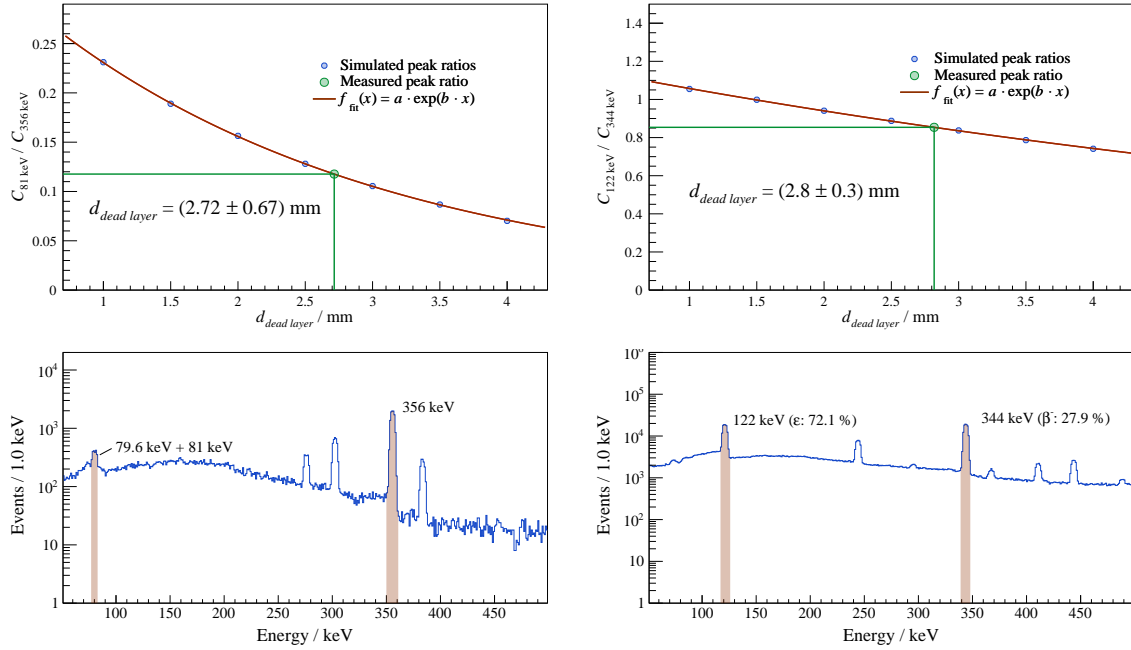 0.25
0.2
0.15
0.1
0.05
0
C81 keV / C356 keV
Simulated peak ratios
Measured peak ratio
f fit(x) = a · exp(b · x)
d dead layer = (2.72 ± 0.67) mm
1 1.5 2 2.5 3 3.5 4
d dead layer / mm
1.4
1.2
1
0.8
0.6
0.4
0.2
0
C122 keV / C344 keV
Simulated peak ratios
Measured peak ratio
f fit(x) = a · exp(b · x)
d dead layer = (2.8 ± 0.3) mm
1 1.5 2 2.5 3 3.5 4
d dead layer / mm
10⁴
10³
10²
10
1
Events / 1.0 keV
79.6 keV + 81 keV
356 keV
100 150 200 250 300 350 400 450
Energy / keV
10⁶
10⁵
10⁴
10³
10²
10
1
Events / 1.0 keV
122 keV (ε: 72.1 %)
344 keV (β⁻: 27.9 %)
100 150 200 250 300 350 400 450
Energy / keV